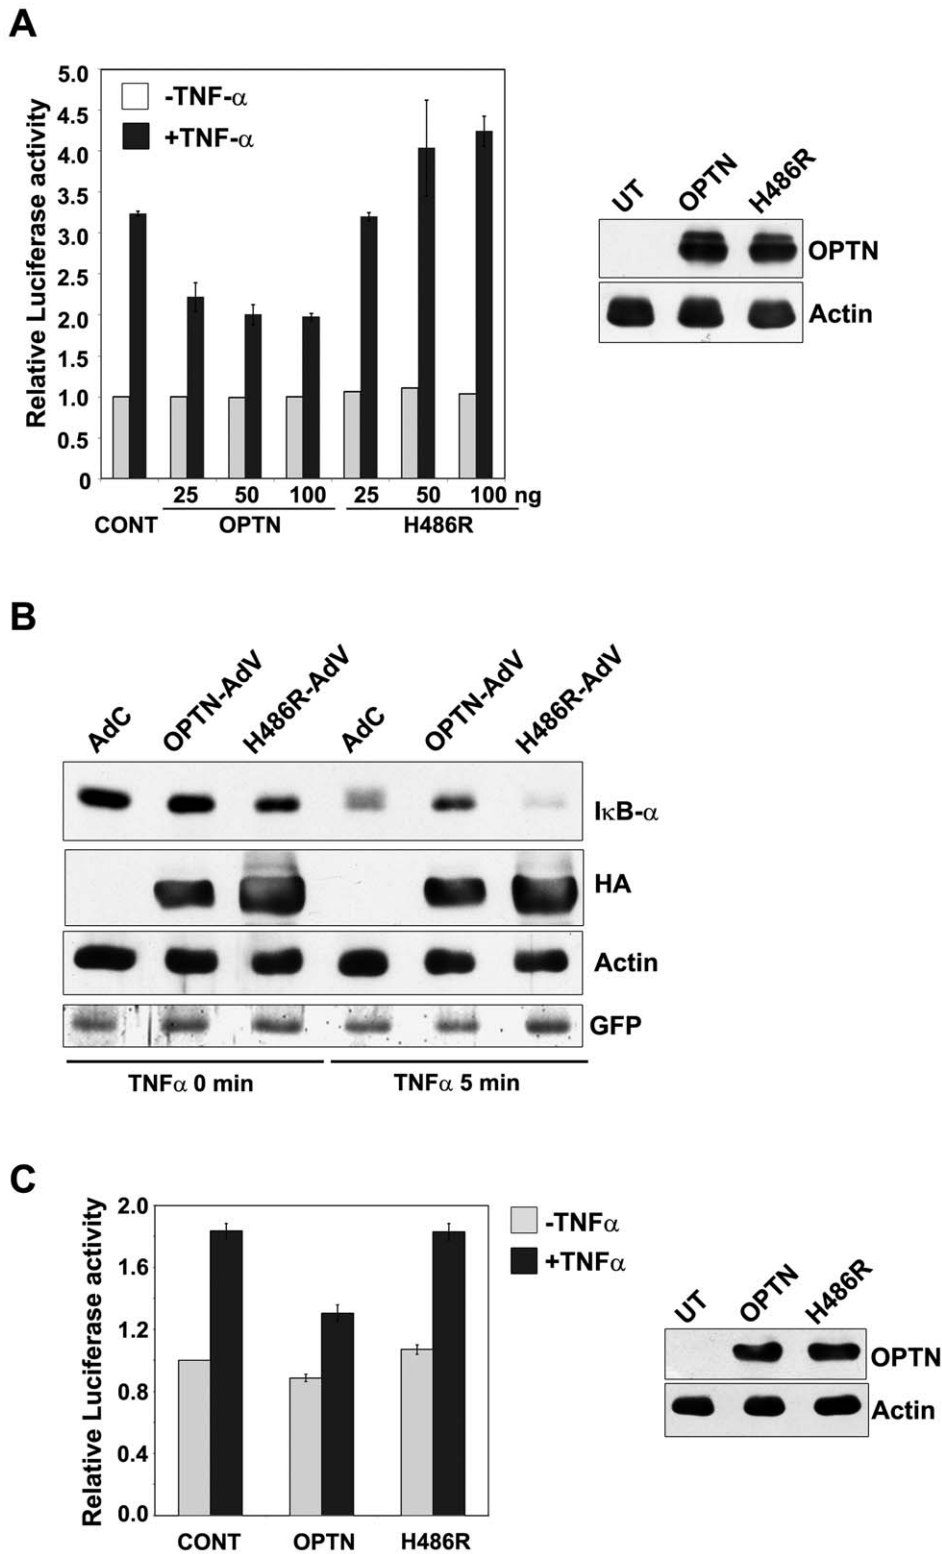 A
Relative Luciferase activity
5.0
4.5
4.0
3.5
3.0
2.5
2.0
1.5
1.0
0.5
0
-TNF-α
+TNF-α
25 50 100 25 50 100 ng
CONT OPTN H486R
UT OPTN H486R
OPTN
Actin
B
AdC OPTN-AdV H486R-AdV AdC OPTN-AdV H486R-AdV
IκB-α
HA
Actin
GFP
TNFα 0 min TNFα 5 min
C
Relative Luciferase activity
2.0
1.6
1.2
0.8
0.4
0.0
CONT OPTN H486R
-TNFα
+TNFα
UT OPTN H486R
OPTN
Actin